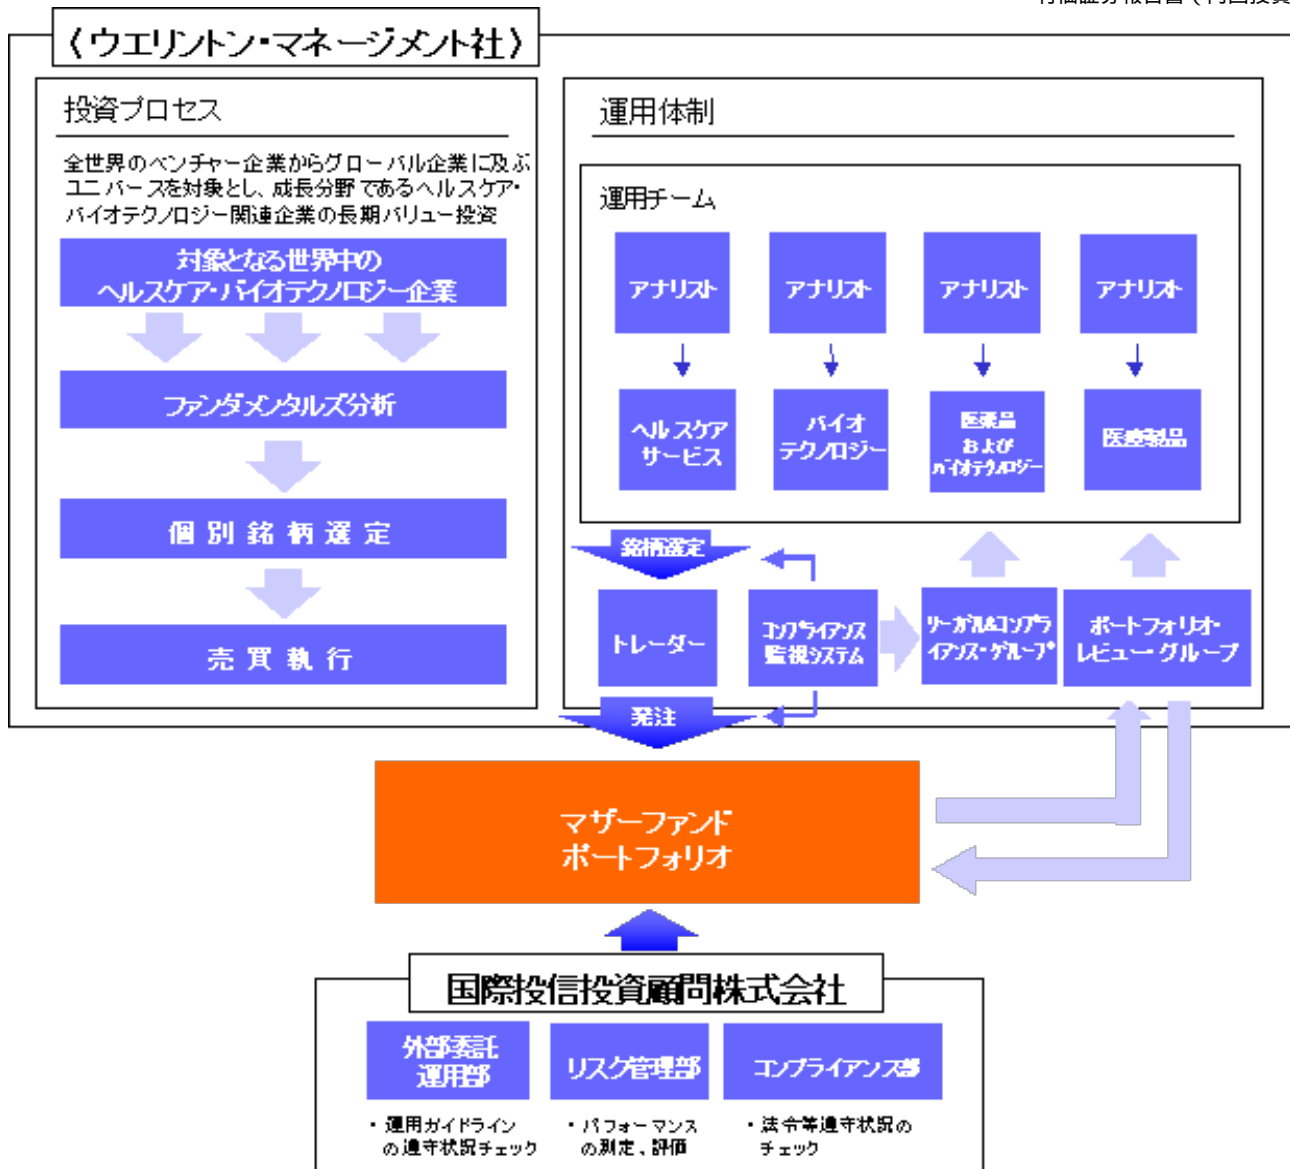 〈ウエリントン・マネージメント社〉
投資プロセス
全世界のベンチャー企業からグローバル企業に及ぶ
ユニバースを対象とし、成長分野であるヘルスケア・
バイオテクノロジー関連企業の長期バリュー投資
対象となる世界中の
ヘルスケア・バイオテクノロジー企業
ファンダメンタルズ分析
個別銘柄選定
売買執行
運用体制
運用チーム
アナリスト
アナリスト
アナリスト
アナリスト
ヘルスケア
サービス
バイオ
テクノロジー
医薬品
および
バイオテクノロジー
医療製品
銘柄選定
トレーダー
コンプライアンス
監視システム
リーガル&コンプラ
イアンス・グループ
ポートフォリオ・
レビュー・グループ
発注
マザーファンド
ポートフォリオ
国際投信投資顧問株式会社
外部委託
運用部
リスク管理部
コンプライアンス部
・運用ガイドライン
の遵守状況チェック
・パフォーマンス
の測定、評価
・法令等遵守状況の
チェック